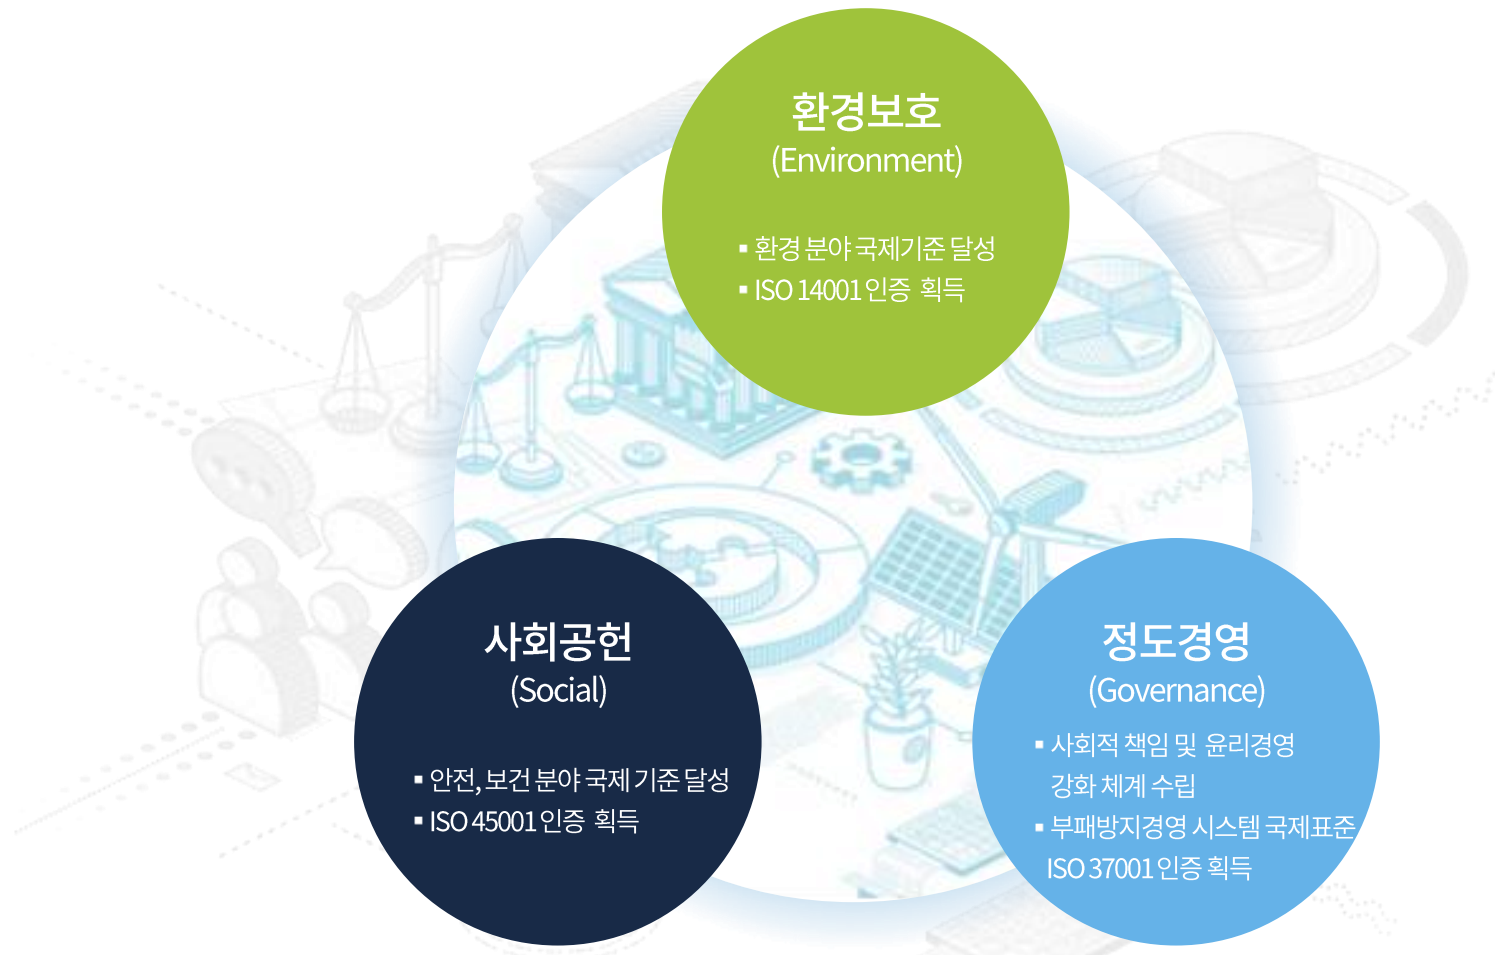 환경보호
(Environment)
▪ 환경 분야 국제기준 달성
▪ ISO 14001 인증 획득
사회공헌
(Social)
▪ 안전, 보건 분야 국제 기준 달성
▪ ISO 45001 인증 획득
정도경영
(Governance)
▪ 사회적 책임 및 윤리경영
강화 체계 수립
▪ 부패방지경영 시스템 국제표준
ISO 37001 인증 획득